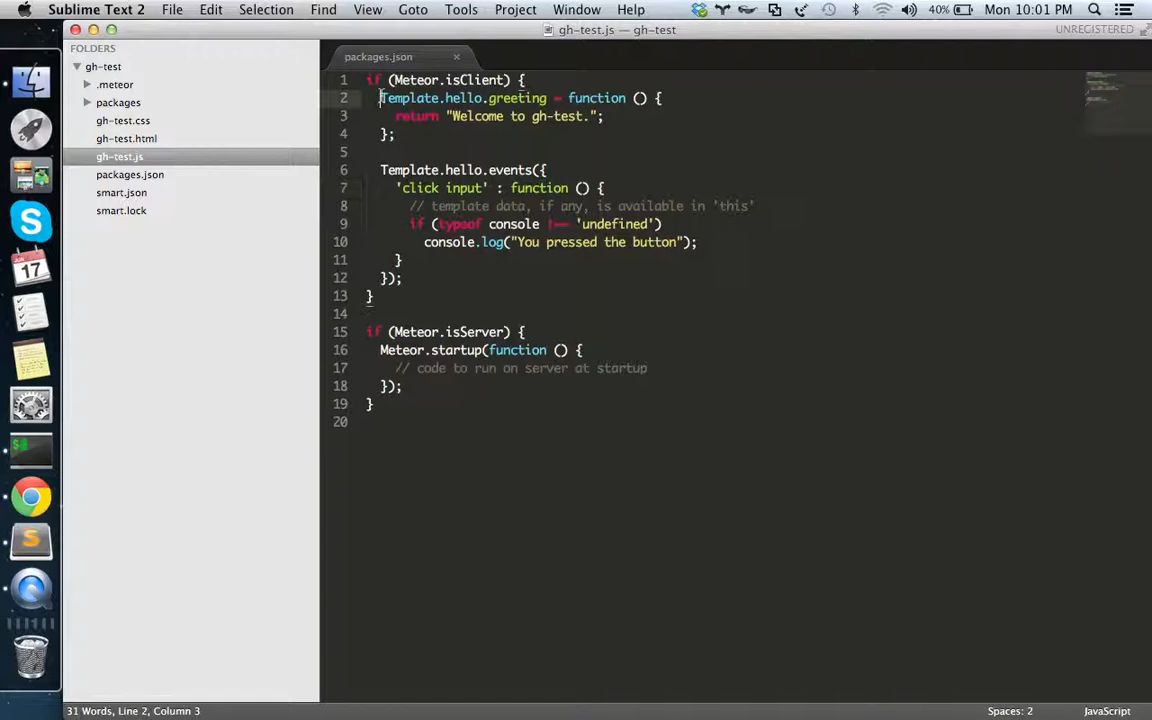 Sublime Text 2 File Edit Selection Find View Goto Tools Project Window Help 40% Mon 10:01 PM
gh-test.js — gh-test UNREGISTERED
FOLDERS
gh-test
.meteor
packages
gh-test.css
gh-test.html
gh-test.js
packages.json
smart.json
smart.lock
packages.json ×
1 if (Meteor.isClient) {
2 Template.hello.greeting = function () {
3 return "Welcome to gh-test.";
4 };
5
6 Template.hello.events({
7 'click input' : function () {
8 // template data, if any, is available in 'this'
9 if (typeof console !== 'undefined')
10 console.log("You pressed the button");
11 }
12 });
13 }
14
15 if (Meteor.isServer) {
16 Meteor.startup(function () {
17 // code to run on server at startup
18 });
19 }
20
JAN
17
31 Words, Line 2, Column 3 Spaces: 2 JavaScript